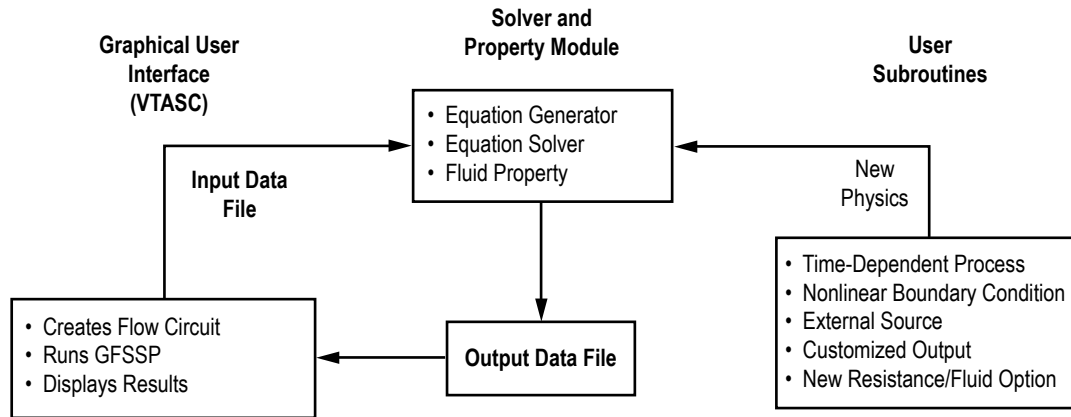 Graphical User
Interface
(VTASC)
Solver and
Property Module
User
Subroutines
• Equation Generator
• Equation Solver
• Fluid Property
Input Data
File
New
Physics
• Creates Flow Circuit
• Runs GFSSP
• Displays Results
Output Data File
• Time-Dependent Process
• Nonlinear Boundary Condition
• External Source
• Customized Output
• New Resistance/Fluid Option